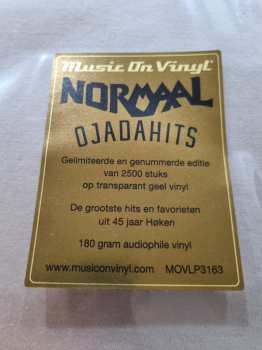 Music On Vinyl
NORMAAL
OJADAHITS
Gelimiteerde en genummerde editie
van 2500 stuks
op transparant geel vinyl
De grootste hits en favorieten
uit 45 jaar Høken
180 gram audiophile vinyl
www.musiconvinyl.com MOVLP3163